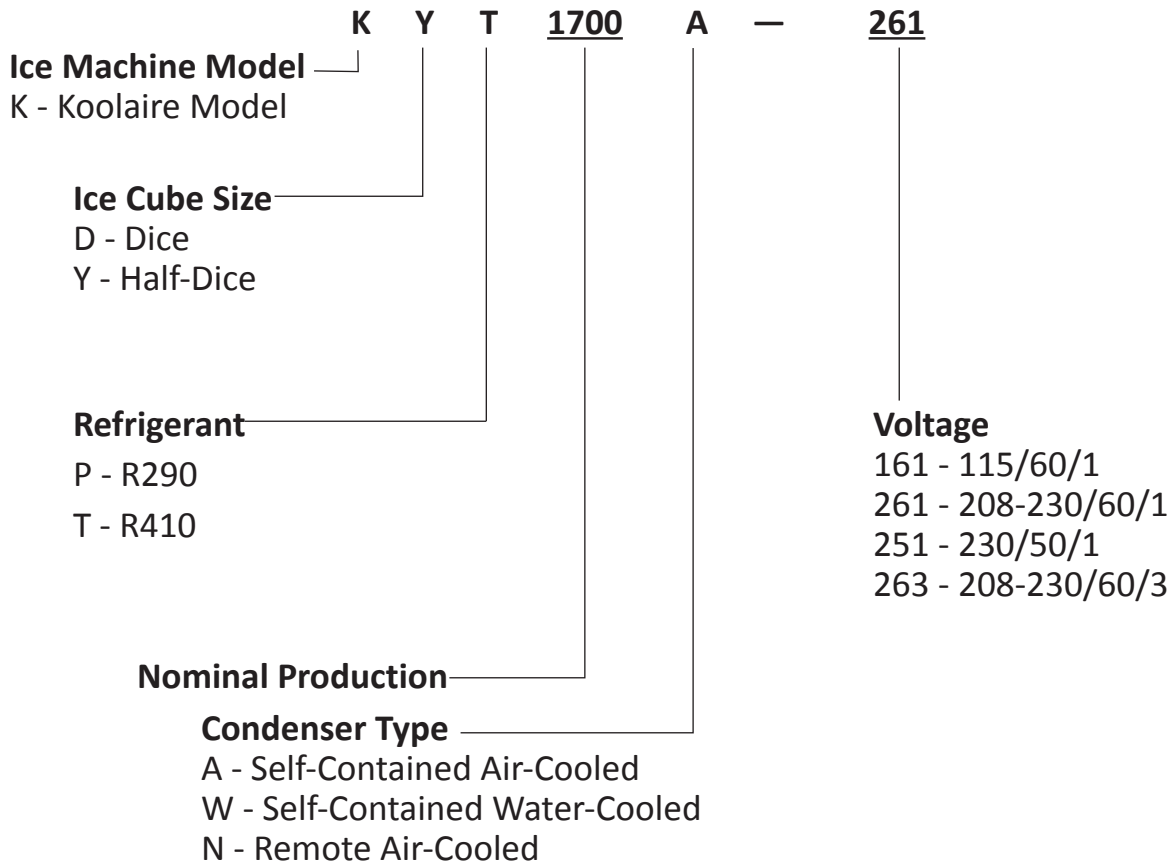 K Y T 1700 A — 261
Ice Machine Model
K - Koolaire Model
Ice Cube Size
D - Dice
Y - Half-Dice
Refrigerant
P - R290
T - R410
Voltage
161 - 115/60/1
261 - 208-230/60/1
251 - 230/50/1
263 - 208-230/60/3
Nominal Production
Condenser Type
A - Self-Contained Air-Cooled
W - Self-Contained Water-Cooled
N - Remote Air-Cooled